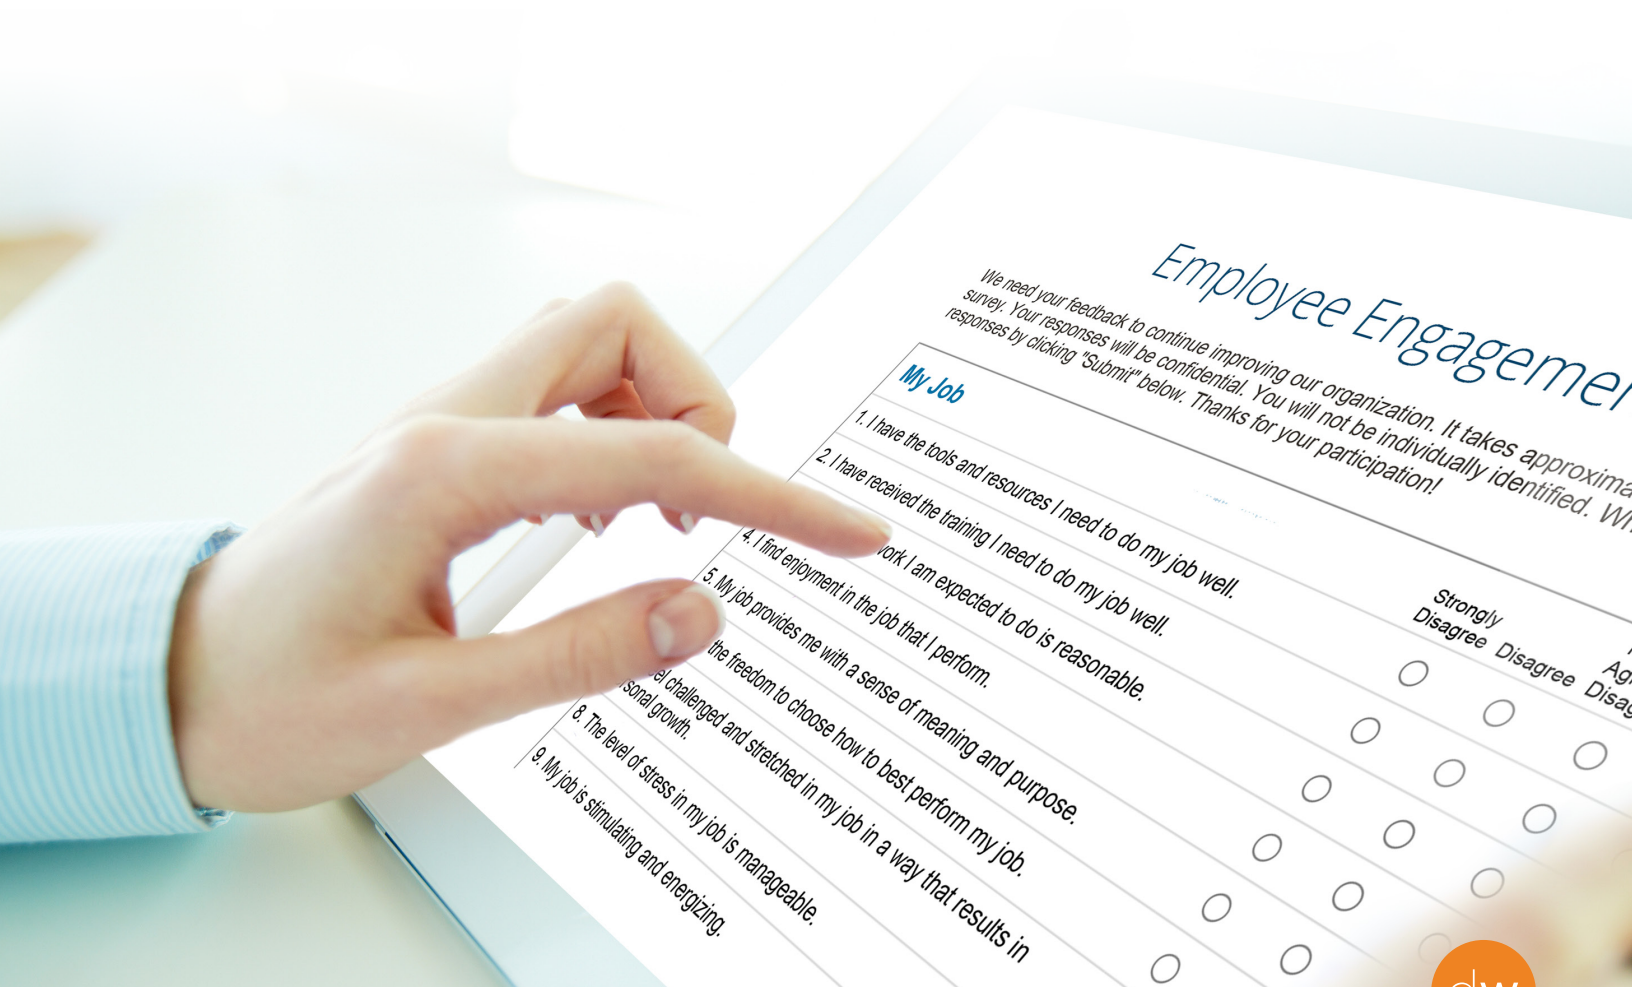 Employee
We need your feedback to continue improving our organization. It takes
survey. Your responses will be confidential. You will not be individually identified.
responses by clicking "Submit" below. Thanks for your participation!
My Job
1. I have the tools and resources I need to do my job well.
2. I have received the training I need to do my job well.
I am expected to do is reasonable.
4. I find enjoyment in the job that I perform.
5. My job provides me with a sense of meaning and purpose.
the freedom to choose how to best perform my job.
challenged and stretched in my job in a way that results in
growth.
8. The level of stress in my job is manageable.
9. My job is stimulating and energizing.
Strongly
Disagree Disagree
dw